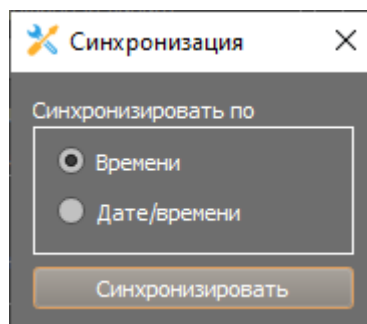 Синхронизация
Синхронизировать по
Времени
Дате/времени
Синхронизировать